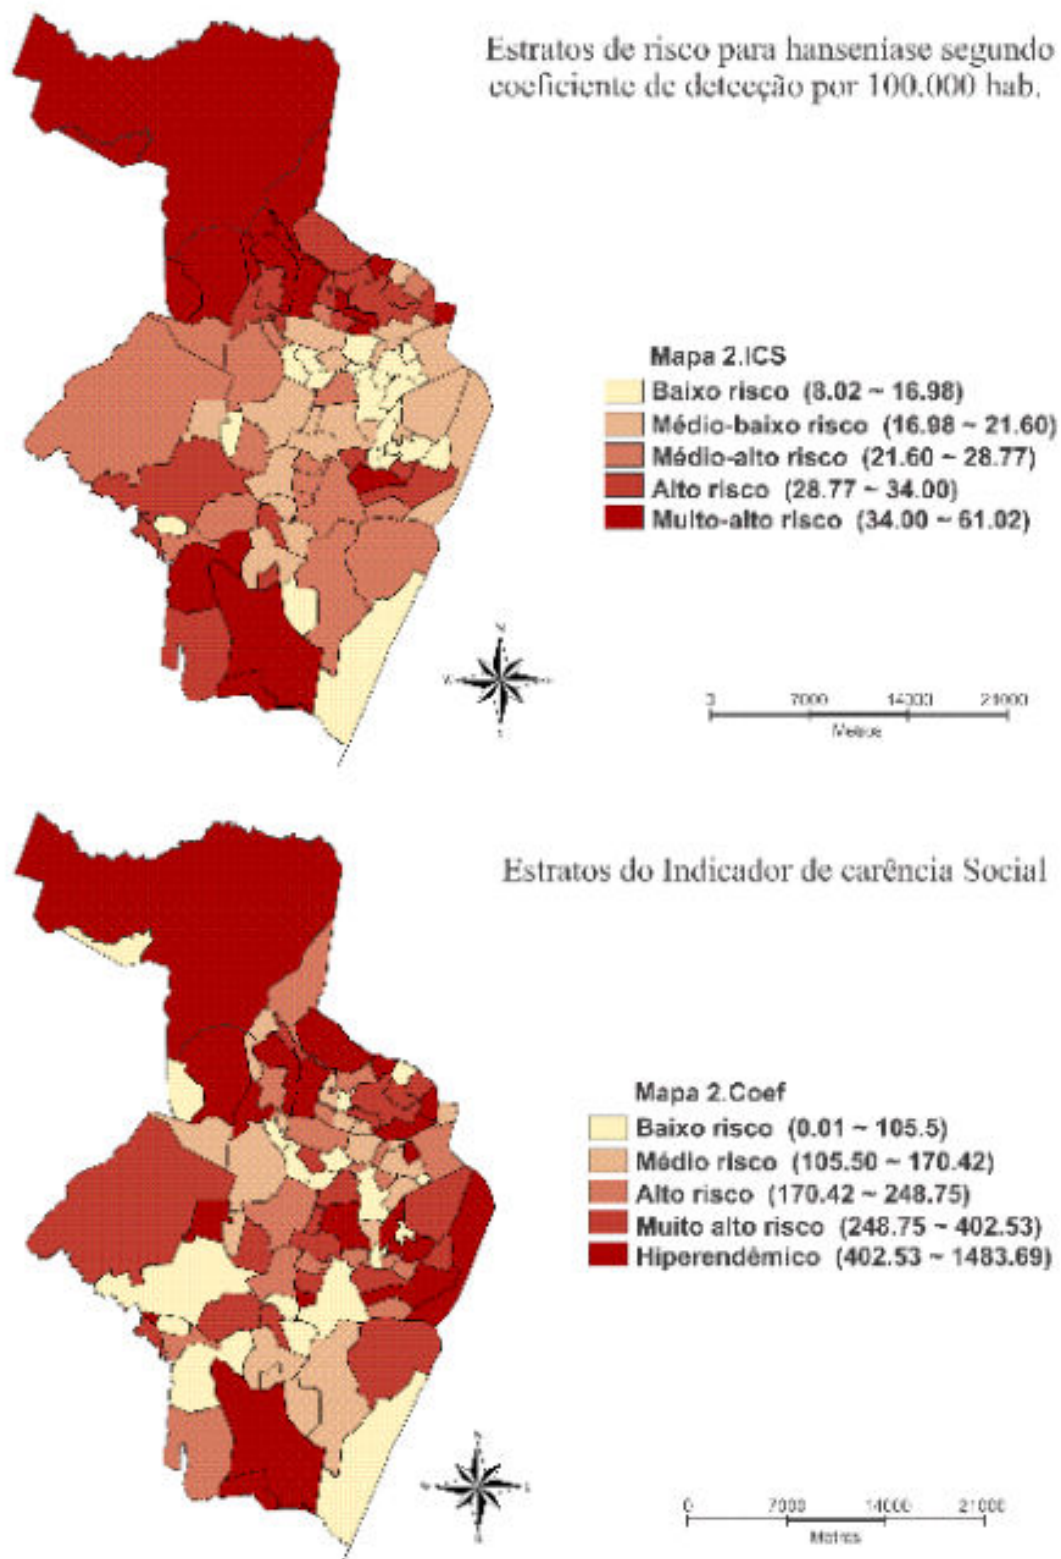 Estratos de risco para hanseníase segundo
coeficiente de detecção por 100.000 hab.
Mapa 2.ICS
Baixo risco (8.02 ~ 16.98)
Médio-baixo risco (16.98 ~ 21.60)
Médio-alto risco (21.60 ~ 28.77)
Alto risco (28.77 ~ 34.00)
Muito-alto risco (34.00 ~ 61.02)
0 7000 14000 21000
Metros
Estratos do Indicador de carência Social
Mapa 2.Coef
Baixo risco (0.01 ~ 105.5)
Médio risco (105.50 ~ 170.42)
Alto risco (170.42 ~ 248.75)
Muito alto risco (248.75 ~ 402.53)
Hiperendêmico (402.53 ~ 1483.69)
0 7000 14000 21000
Metros